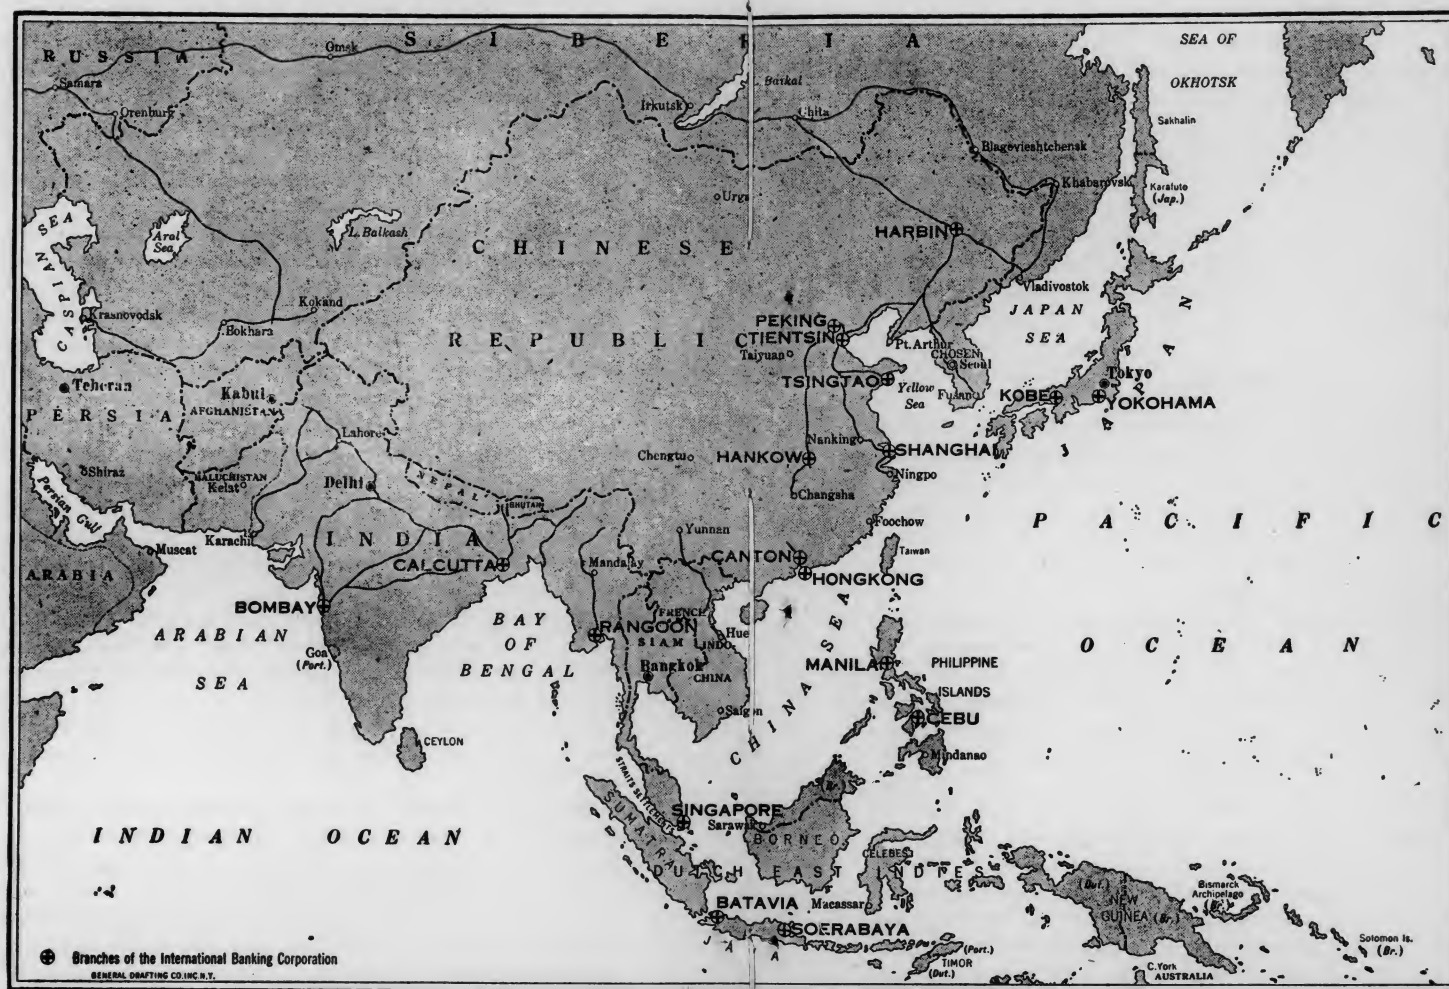 RUSSIA
SIBERIA
SEA OF
OKHOTSK
Omsk
Samara
Orenburg
Irkutsk
L. Baikal
Chita
Sakhalin
Blagovieshtchensk
Khabarovsk
Karafuto
(Jap.)
Urga
CASPIAN SEA
Aral
Sea
L. Balkash
CHINESE
HARBIN
Vladivostok
JAPAN
SEA
JAPAN
Krasnovodsk
Kokand
Bokhara
REPUBLIC
PEKING
TIENTSIN
Taiyuan
Pt. Arthur
CHOSEN
Seoul
Tokyo
Teheran
Kabul
AFGHANISTAN
PERSIA
TSINGTAO
Yellow
Sea
Fusan
KOBE
YOKOHAMA
Lahore
Nanking
SHANGHAI
Shiraz
BALUCHISTAN
Kelat
Delhi
NEPAL
Chengtu
HANKOW
Ningpo
Persian Gulf
BHUTAN
Changsha
PACIFIC
Muscat
Karachi
INDIA
Yunnan
Foochow
ARABIA
CALCUTTA
Mandalay
CANTON
Taiwan
HONGKONG
BOMBAY
ARABIAN
SEA
BAY
OF
BENGAL
RANGOON
FRENCH
SIAM
INDO
CHINA
Hue
CHINA SEA
OCEAN
Goa
(Port.)
Bangkok
MANILA
PHILIPPINE
ISLANDS
Saigon
CEBU
CEYLON
Mindanao
STRAITS SETTLEMENTS
(Br.)
SINGAPORE
SUMATRA
Sarawak
BORNEO
INDIAN OCEAN
CELEBES
DUTCH EAST INDIES
BATAVIA
Macassar
SOERABAYA
JAVA
(Dut.)
NEW
GUINEA
(Br.)
Bismarck
Archipelago
(Br.)
Solomon Is.
(Br.)
(Port.)
TIMOR
(Dut.)
C. York
AUSTRALIA
Branches of the International Banking Corporation
GENERAL DRAFTING CO. INC. N.Y.